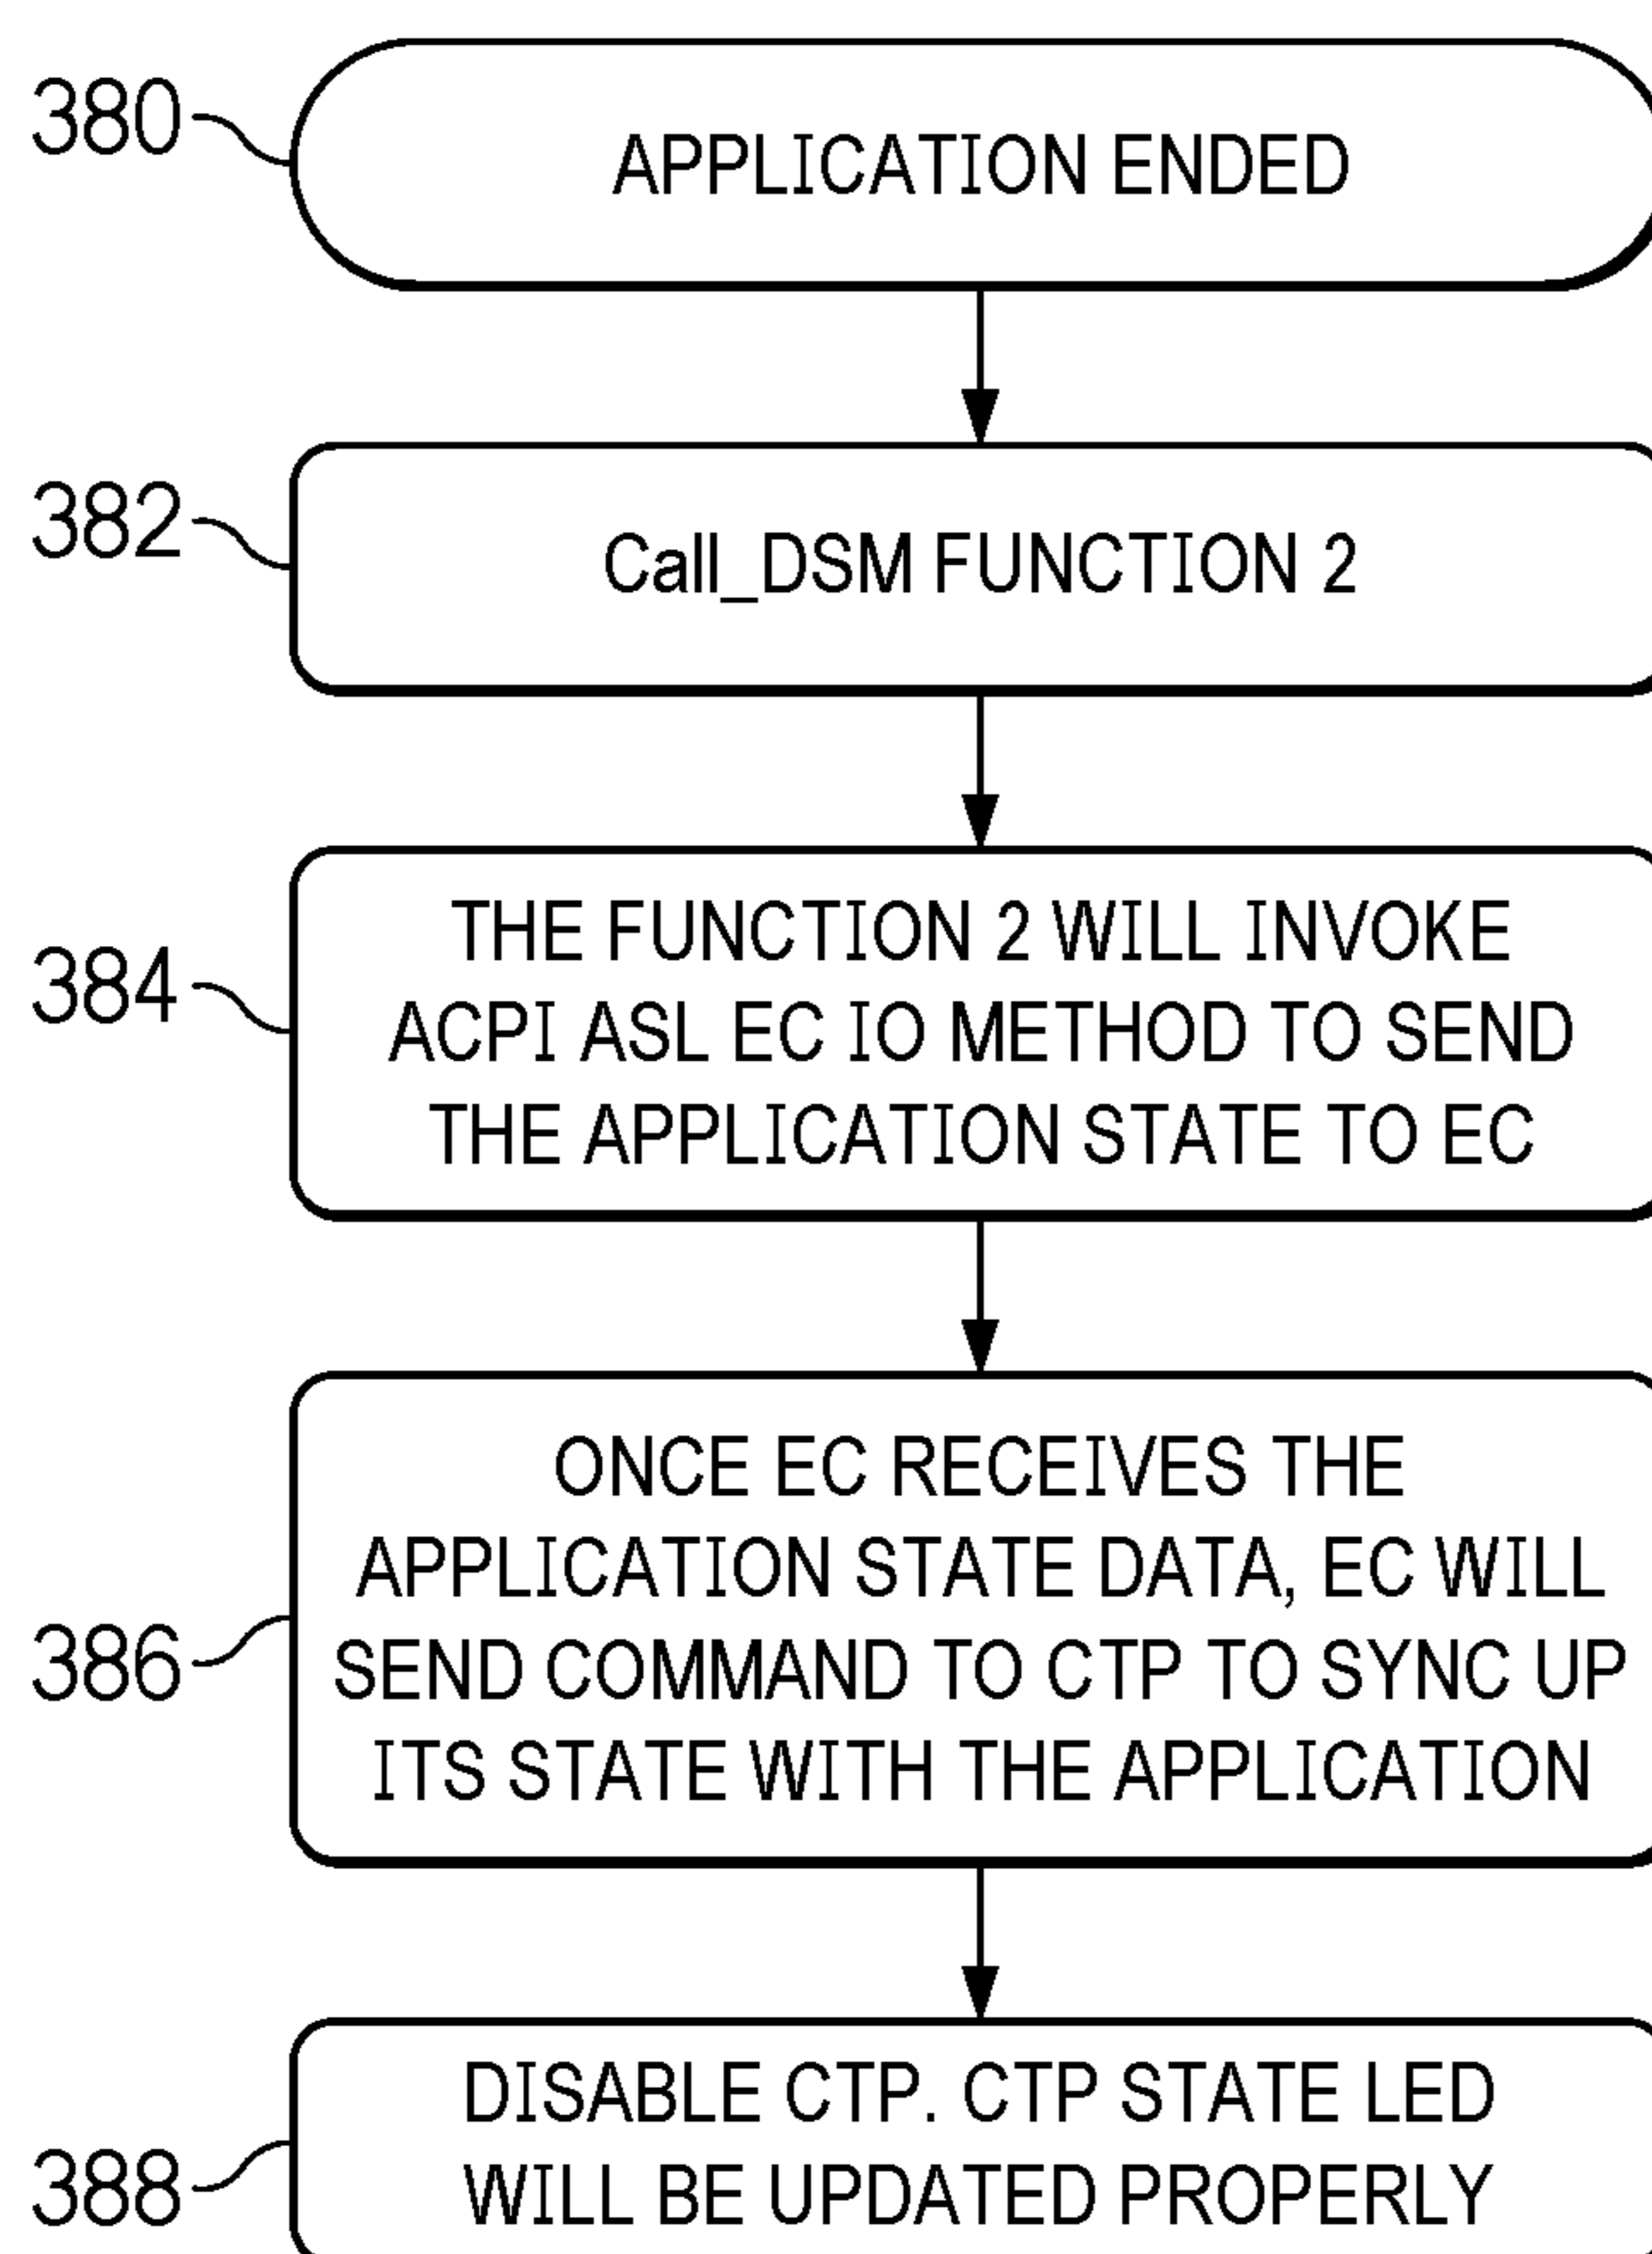 380
APPLICATION ENDED
382
Call_DSM FUNCTION 2
384
THE FUNCTION 2 WILL INVOKE
ACPI ASL EC IO METHOD TO SEND
THE APPLICATION STATE TO EC
386
ONCE EC RECEIVES THE
APPLICATION STATE DATA, EC WILL
SEND COMMAND TO CTP TO SYNC UP
ITS STATE WITH THE APPLICATION
388
DISABLE CTP. CTP STATE LED
WILL BE UPDATED PROPERLY